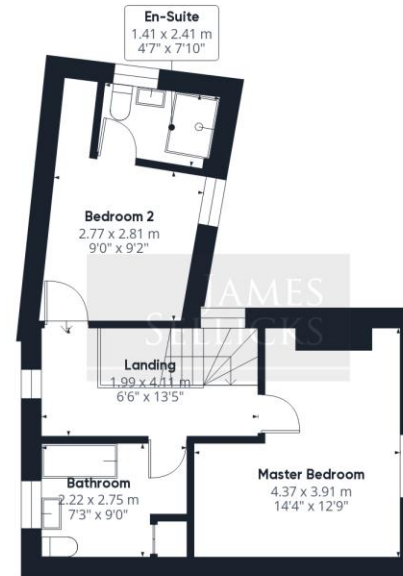 En-Suite
1.41 x 2.41 m
4'7" x 7'10"
Bedroom 2
2.77 x 2.81 m
9'0" x 9'2"
JAMES
SELLICKS
Landing
1.99 x 4.11 m
6'6" x 13'5"
Bathroom
2.22 x 2.75 m
7'3" x 9'0"
Master Bedroom
4.37 x 3.91 m
14'4" x 12'9"